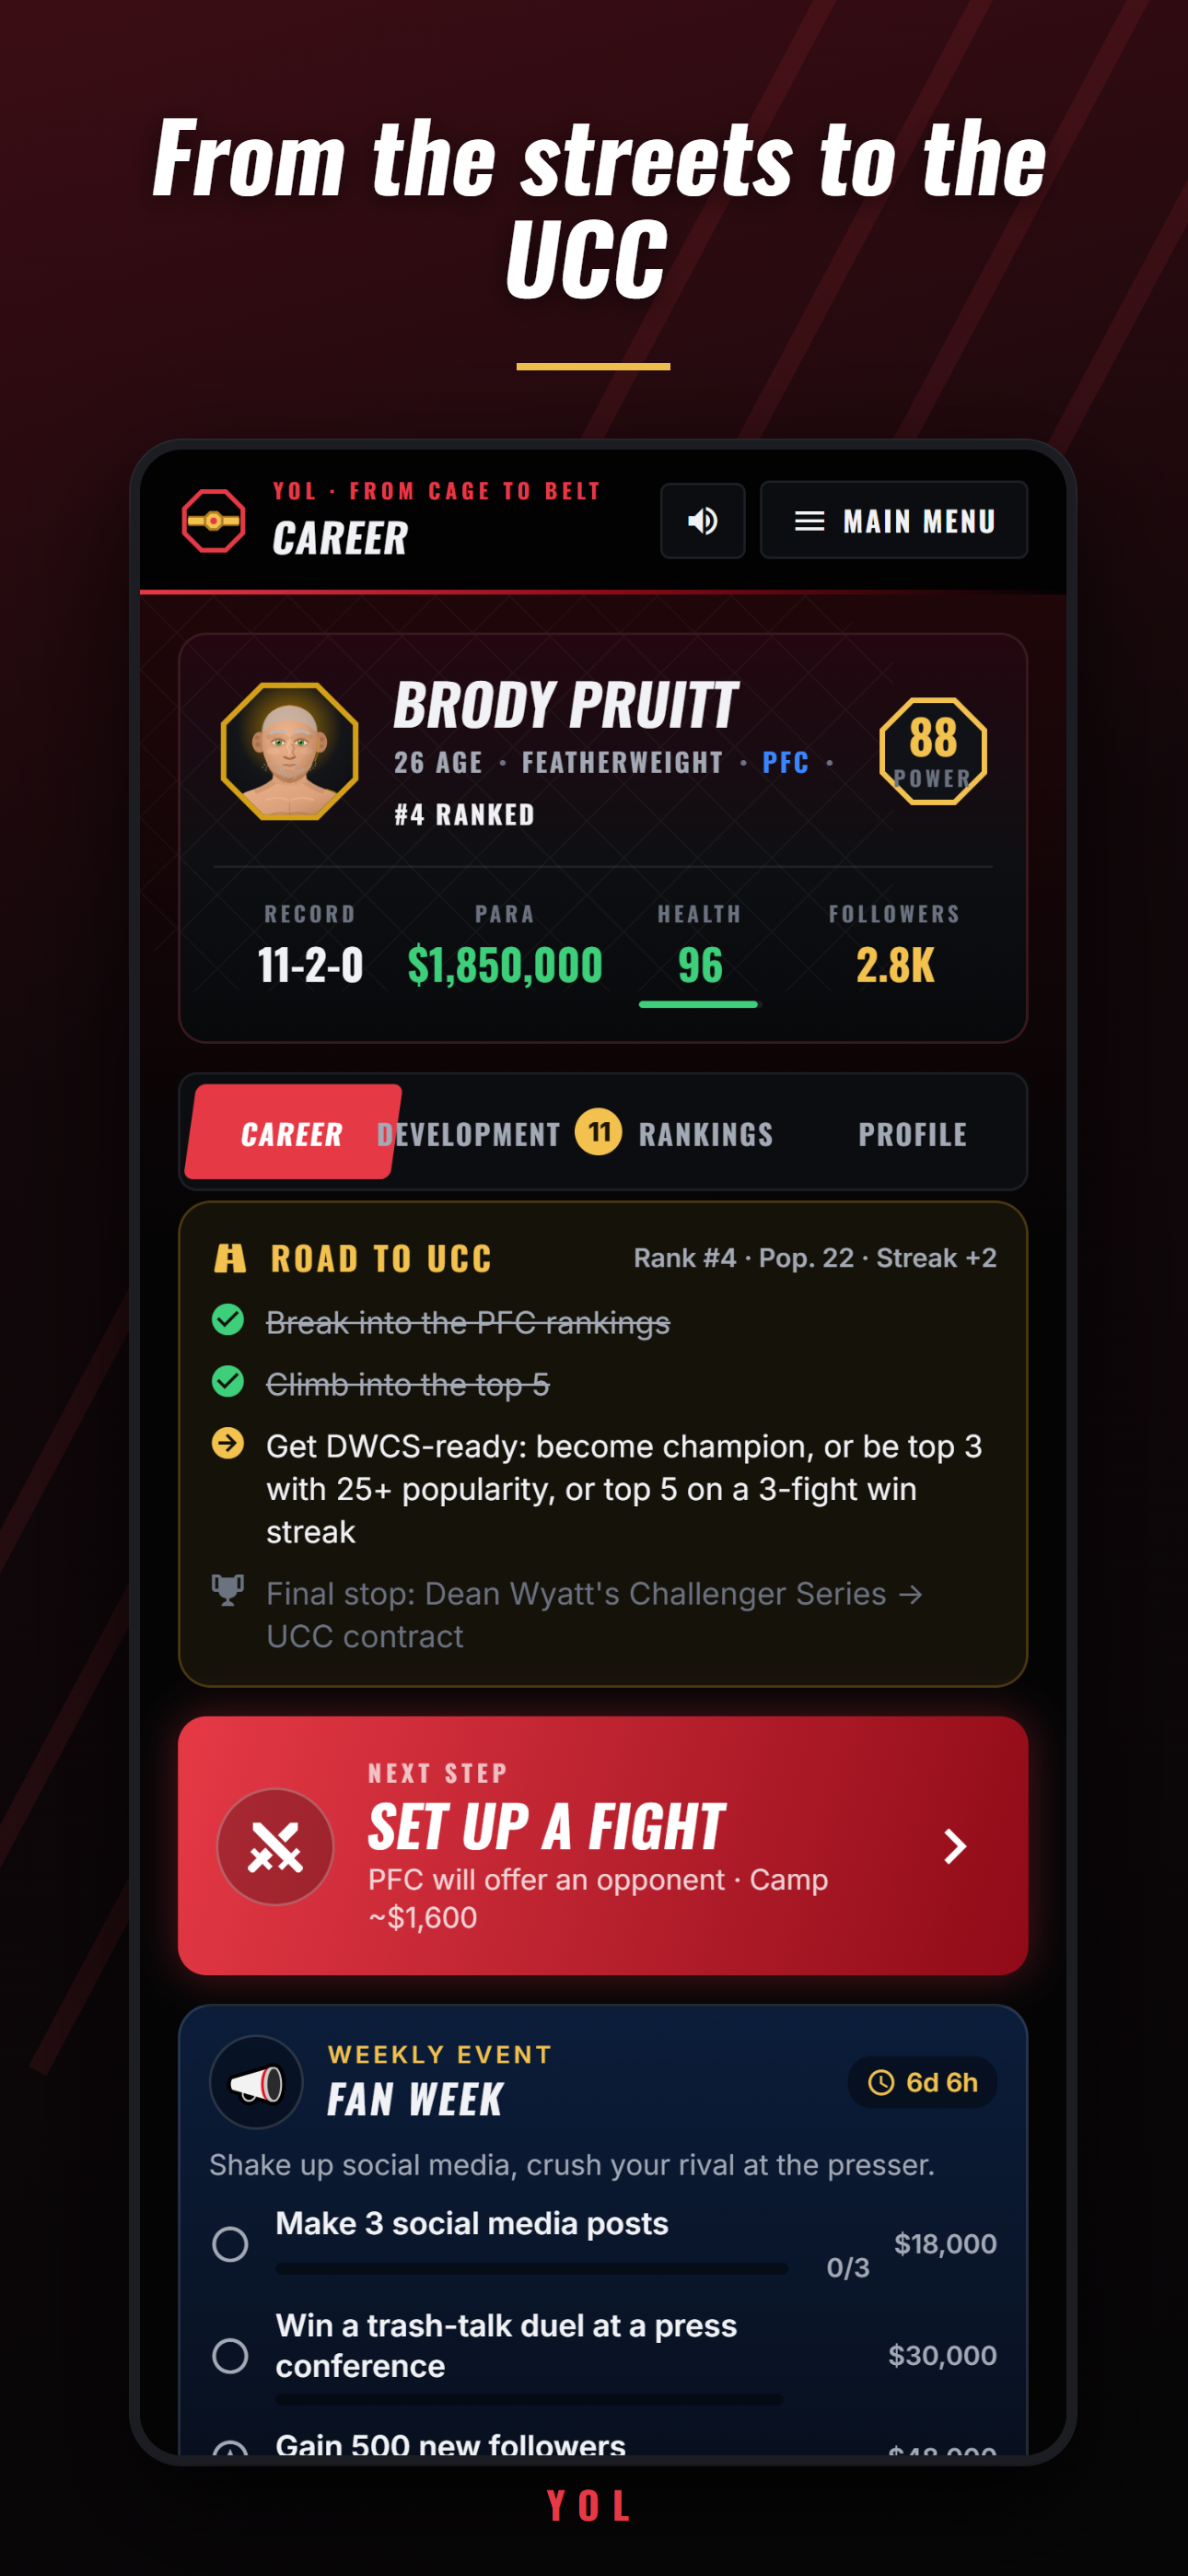 From the streets to the
UCC
YOL · FROM CAGE TO BELT
CAREER
MAIN MENU
BRODY PRUITT
26 AGE · FEATHERWEIGHT · PFC ·
#4 RANKED
88
POWER
RECORD
PARA
HEALTH
FOLLOWERS
11-2-0
$1,850,000
96
2.8K
CAREER
DEVELOPMENT
11
RANKINGS
PROFILE
ROAD TO UCC
Rank #4 · Pop. 22 · Streak +2
Break into the PFC rankings
Climb into the top 5
Get DWCS-ready: become champion, or be top 3
with 25+ popularity, or top 5 on a 3-fight win
streak
Final stop: Dean Wyatt's Challenger Series →
UCC contract
NEXT STEP
SET UP A FIGHT
PFC will offer an opponent · Camp
~$1,600
WEEKLY EVENT
FAN WEEK
6d 6h
Shake up social media, crush your rival at the presser.
Make 3 social media posts
0/3
$18,000
Win a trash-talk duel at a press
conference
$30,000
Gain 500 new followers
$48,000
YOL